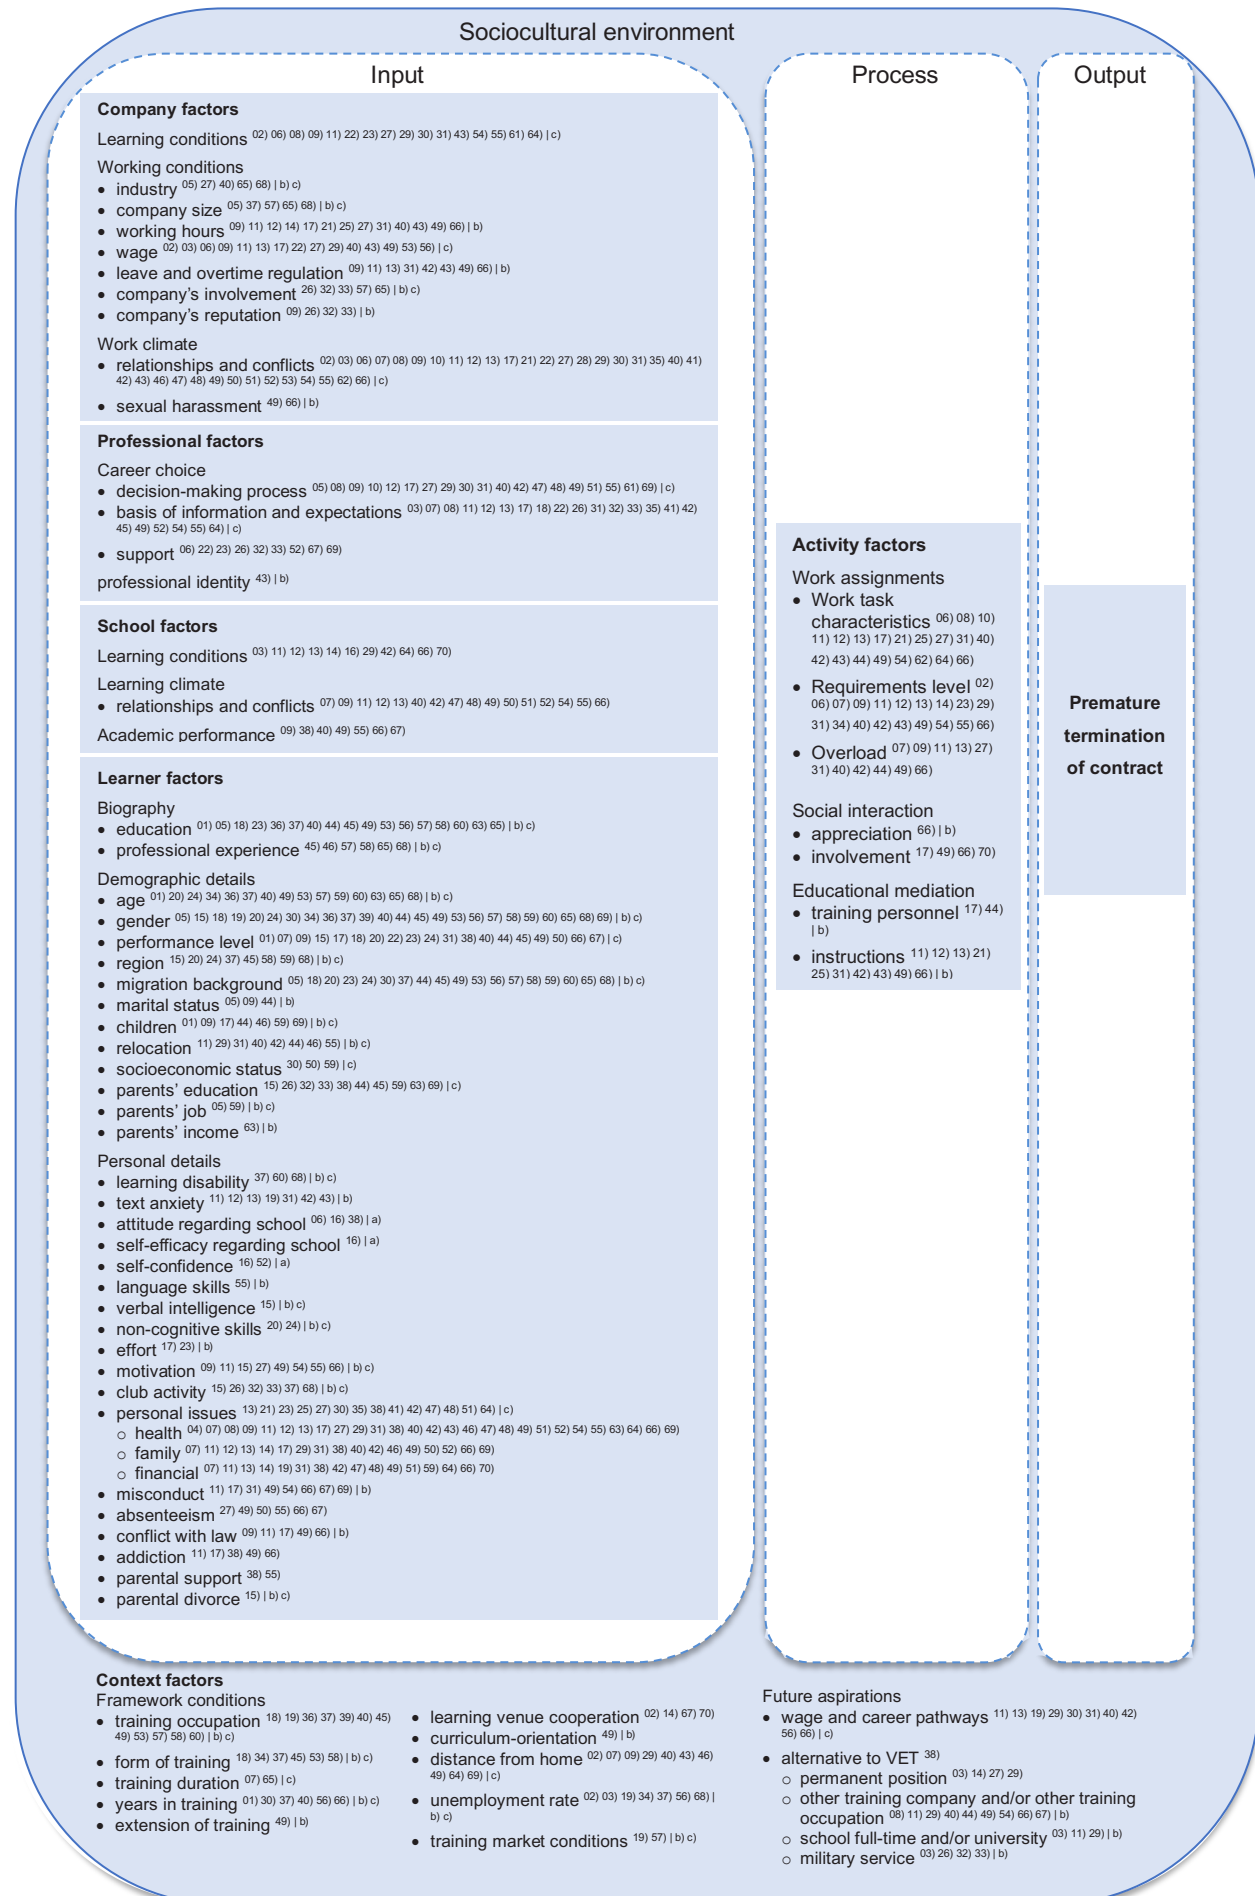 Sociocultural environment
Input
Company factors
Learning conditions 02) 06) 08) 09) 11) 22) 23) 27) 29) 30) 31) 43) 54) 55) 61) 64) | c)
Working conditions
• industry 05) 27) 40) 65) 68) | b) c)
• company size 05) 37) 57) 65) 68) | b) c)
• working hours 09) 11) 12) 14) 17) 21) 25) 27) 31) 40) 43) 49) 66) | b)
• wage 02) 03) 06) 09) 11) 13) 17) 22) 27) 29) 40) 43) 49) 53) 56) | c)
• leave and overtime regulation 09) 11) 13) 31) 42) 43) 49) 66) | b)
• company's involvement 26) 32) 33) 57) 65) | b) c)
• company's reputation 09) 26) 32) 33) | b)
Work climate
• relationships and conflicts 02) 03) 06) 07) 08) 09) 10) 11) 12) 13) 17) 21) 22) 27) 28) 29) 30) 31) 35) 40) 41)
42) 43) 46) 47) 48) 49) 50) 51) 52) 53) 54) 55) 62) 66) | c)
• sexual harassment 49) 66) | b)
Professional factors
Career choice
• decision-making process 05) 08) 09) 10) 12) 17) 27) 29) 30) 31) 40) 42) 47) 48) 49) 51) 55) 61) 69) | c)
• basis of information and expectations 03) 07) 08) 11) 12) 13) 17) 18) 22) 26) 31) 32) 33) 35) 41) 42)
45) 49) 52) 54) 55) 64) | c)
• support 06) 22) 23) 26) 32) 33) 52) 67) 69)
professional identity 43) | b)
School factors
Learning conditions 03) 11) 12) 13) 14) 16) 29) 42) 64) 66) 70)
Learning climate
• relationships and conflicts 07) 09) 11) 12) 13) 40) 42) 47) 48) 49) 50) 51) 52) 54) 55) 66)
Academic performance 09) 38) 40) 49) 55) 66) 67)
Learner factors
Biography
• education 01) 05) 18) 23) 36) 37) 40) 44) 45) 49) 53) 56) 57) 58) 60) 63) 65) | b) c)
• professional experience 45) 46) 57) 58) 65) 68) | b) c)
Demographic details
• age 01) 20) 24) 34) 36) 37) 40) 49) 53) 57) 59) 60) 63) 65) 68) | b) c)
• gender 05) 15) 18) 19) 20) 24) 30) 34) 36) 37) 39) 40) 44) 45) 49) 53) 56) 57) 58) 59) 60) 65) 68) 69) | b) c)
• performance level 01) 07) 09) 15) 17) 18) 20) 22) 23) 24) 31) 38) 40) 44) 45) 49) 50) 66) 67) | c)
• region 15) 20) 24) 37) 45) 58) 59) 68) | b) c)
• migration background 05) 18) 20) 23) 24) 30) 37) 44) 45) 49) 53) 56) 57) 58) 59) 60) 65) 68) | b) c)
• marital status 05) 09) 44) | b)
• children 01) 09) 17) 44) 46) 59) 69) | b) c)
• relocation 11) 29) 31) 40) 42) 44) 46) 55) | b) c)
• socioeconomic status 30) 50) 59) | c)
• parents' education 15) 26) 32) 33) 38) 44) 45) 59) 63) 69) | c)
• parents' job 05) 59) | b) c)
• parents' income 63) | b)
Personal details
• learning disability 37) 60) 68) | b) c)
• text anxiety 11) 12) 13) 19) 31) 42) 43) | b)
• attitude regarding school 06) 16) 38) | a)
• self-efficacy regarding school 16) | a)
• self-confidence 16) 52) | a)
• language skills 55) | b)
• verbal intelligence 15) | b) c)
• non-cognitive skills 20) 24) | b) c)
• effort 17) 23) | b)
• motivation 09) 11) 15) 27) 49) 54) 55) 66) | b) c)
• club activity 15) 26) 32) 33) 37) 68) | b) c)
• personal issues 13) 21) 23) 25) 27) 30) 35) 38) 41) 42) 47) 48) 51) 64) | c)
○ health 04) 07) 08) 09) 11) 12) 13) 17) 27) 29) 31) 38) 40) 42) 43) 46) 47) 48) 49) 51) 52) 54) 55) 63) 64) 66) 69)
○ family 07) 11) 12) 13) 14) 17) 29) 31) 38) 40) 42) 46) 49) 50) 52) 66) 69)
○ financial 07) 11) 13) 14) 19) 31) 38) 42) 47) 48) 49) 51) 59) 64) 66) 70)
• misconduct 11) 17) 31) 49) 54) 66) 67) 69) | b)
• absenteeism 27) 49) 50) 55) 66) 67)
• conflict with law 09) 11) 17) 49) 66) | b)
• addiction 11) 17) 38) 49) 66)
• parental support 38) 55)
• parental divorce 15) | b) c)
Process
Activity factors
Work assignments
• Work task
characteristics 06) 08) 10)
11) 12) 13) 17) 21) 25) 27) 31) 40)
42) 43) 44) 49) 54) 62) 64) 66)
• Requirements level 02)
06) 07) 09) 11) 12) 13) 14) 23) 29)
31) 34) 40) 42) 43) 49) 54) 55) 66)
• Overload 07) 09) 11) 13) 27)
31) 40) 42) 44) 49) 66)
Social interaction
• appreciation 66) | b)
• involvement 17) 49) 66) 70)
Educational mediation
• training personnel 17) 44)
| b)
• instructions 11) 12) 13) 21)
25) 31) 42) 43) 49) 66) | b)
Output
Premature
termination
of contract
Context factors
Framework conditions
• training occupation 18) 19) 36) 37) 39) 40) 45)
49) 53) 57) 58) 60) | b) c)
• form of training 18) 34) 37) 45) 53) 58) | b) c)
• training duration 07) 65) | c)
• years in training 01) 30) 37) 40) 56) 66) | b) c)
• extension of training 49) | b)
• learning venue cooperation 02) 14) 67) 70)
• curriculum-orientation 49) | b)
• distance from home 02) 07) 09) 29) 40) 43) 46)
49) 64) 69) | c)
• unemployment rate 02) 03) 19) 34) 37) 56) 68) |
b) c)
• training market conditions 19) 57) | b) c)
Future aspirations
• wage and career pathways 11) 13) 19) 29) 30) 31) 40) 42)
56) 66) | c)
• alternative to VET 38)
○ permanent position 03) 14) 27) 29)
○ other training company and/or other training
occupation 08) 11) 29) 40) 44) 49) 54) 66) 67) | b)
○ school full-time and/or university 03) 11) 29) | b)
○ military service 03) 26) 32) 33) | b)